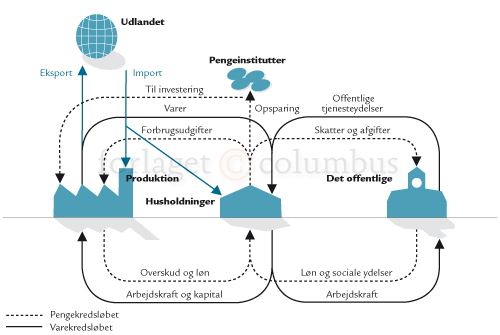 Udlandet
Pengeinstitutter
Eksport
Import
Til investering
Opsparing
Varer
Offentlige
tjenesteydelser
Forbrugsudgifter
Skatter og afgifter
forlaget © columbus
Produktion
Husholdninger
Det offentlige
Overskud og løn
Løn og sociale ydelser
Arbejdskraft og kapital
Arbejdskraft
Pengekredsløbet
Varekredsløbet